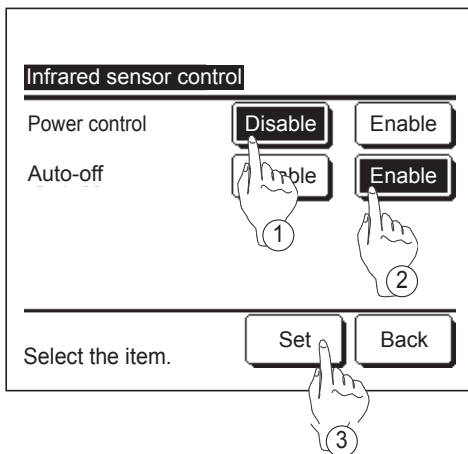 Infrared sensor control
Power control Disable Enable
Auto-off Enable
1
2
Select the item. Set Back
3